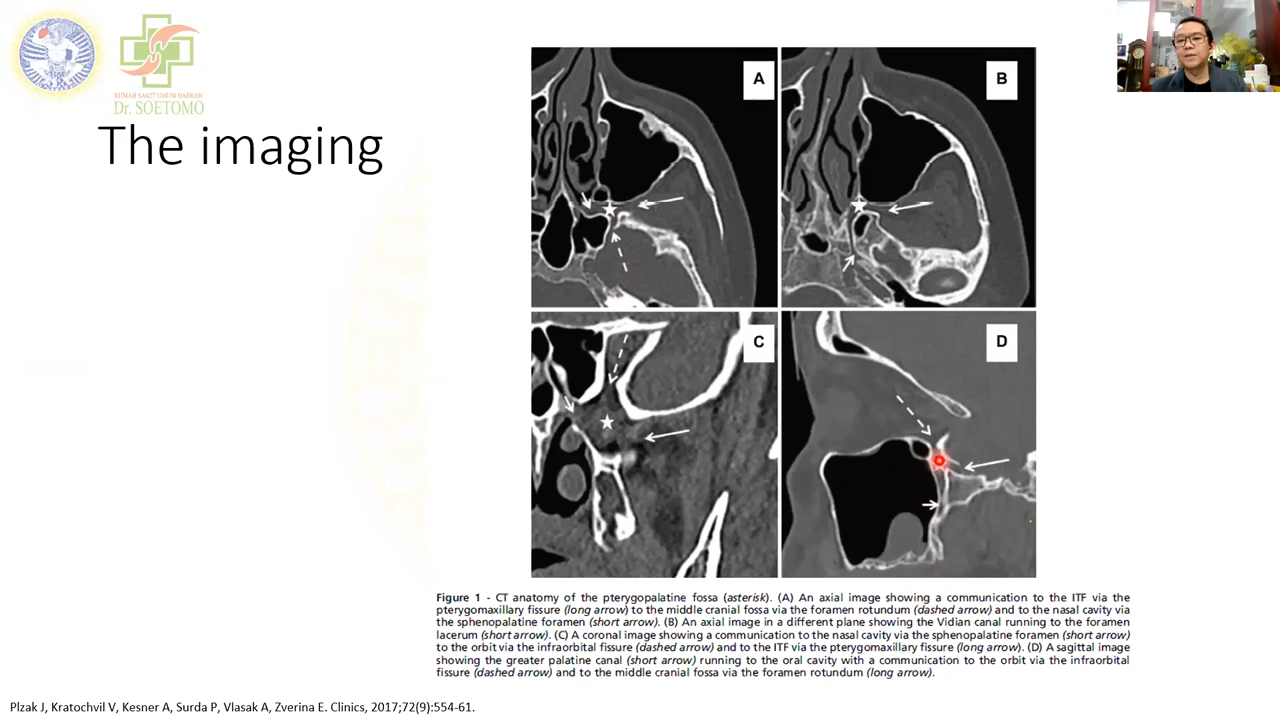 RUMAH SAKIT UMUM DAERAH
Dr. SOETOMO
The imaging
A
B
C
D
Figure 1 - CT anatomy of the pterygopalatine fossa (asterisk). (A) An axial image showing a communication to the ITF via the
pterygomaxillary fissure (long arrow) to the middle cranial fossa via the foramen rotundum (dashed arrow) and to the nasal cavity via
the sphenopalatine foramen (short arrow). (B) An axial image in a different plane showing the Vidian canal running to the foramen
lacerum (short arrow). (C) A coronal image showing a communication to the nasal cavity via the sphenopalatine foramen (short arrow)
to the orbit via the infraorbital fissure (dashed arrow) and to the ITF via the pterygomaxillary fissure (long arrow). (D) A sagittal image
showing the greater palatine canal (short arrow) running to the oral cavity with a communication to the orbit via the infraorbital
fissure (dashed arrow) and to the middle cranial fossa via the foramen rotundum (long arrow).
Plzak J, Kratochvil V, Kesner A, Surda P, Vlasak A, Zverina E. Clinics, 2017;72(9):554-61.